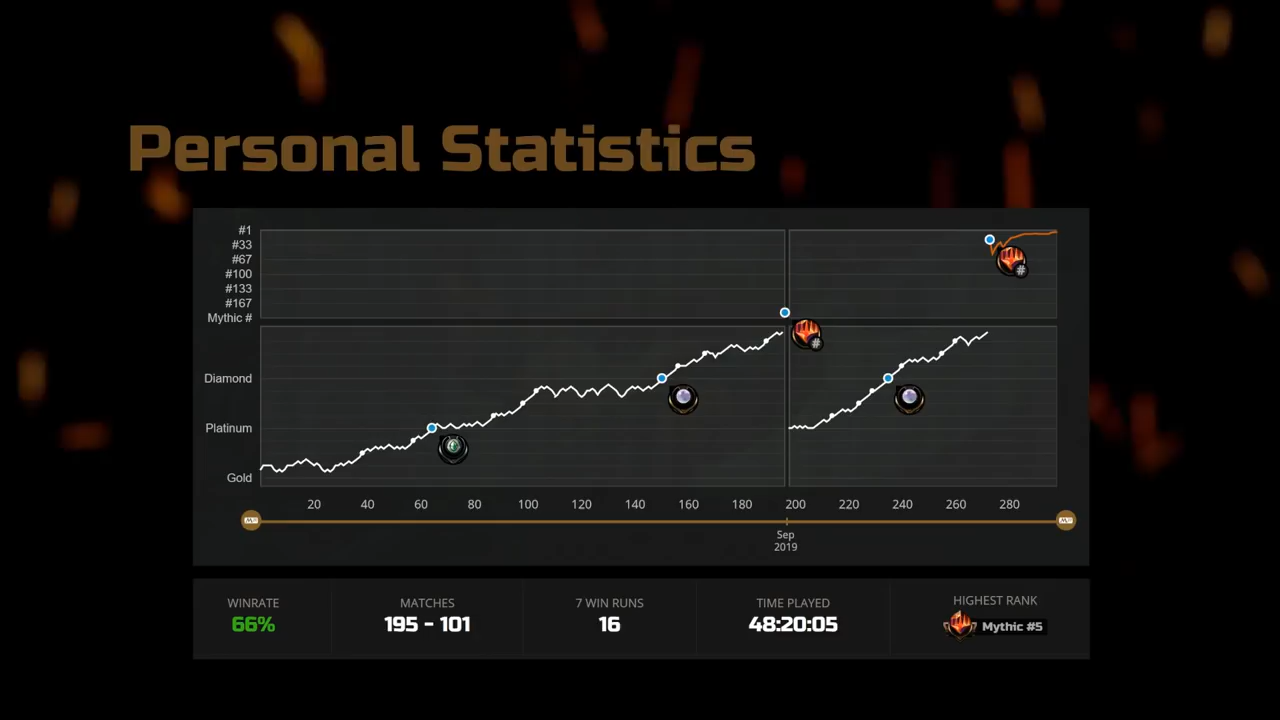 Personal Statistics
#1
#33
#67
#100
#133
#167
Mythic #
Diamond
Platinum
Gold
#
#
20 40 60 80 100 120 140 160 180 200 220 240 260 280
Sep
2019
WINRATE MATCHES 7 WIN RUNS TIME PLAYED HIGHEST RANK
66% 195 - 101 16 48:20:05 Mythic #5